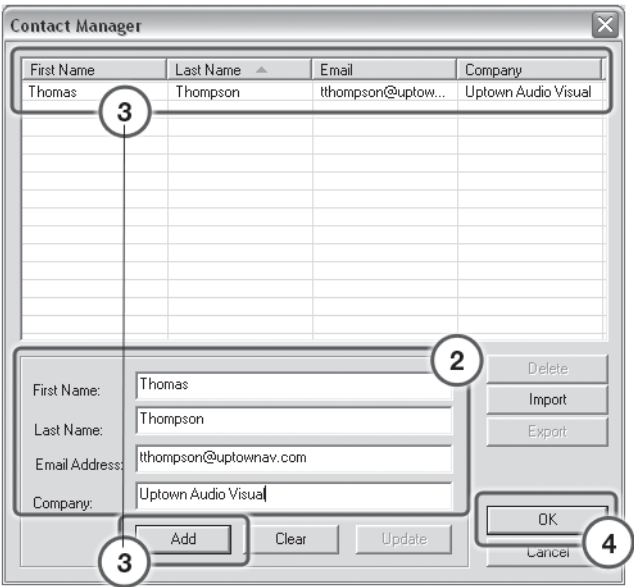 Contact Manager
First Name Last Name Email Company
Thomas Thompson tthompson@uptow... Uptown Audio Visual
3
2
Delete
First Name: Thomas
Import
Last Name: Thompson
Export
Email Address: tthompson@uptownav.com
Company: Uptown Audio Visual
OK
Add Clear Update
4
Cancel
3